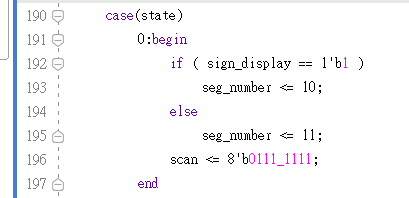 190 case(state)
191 0:begin
192 if ( sign_display == 1'b1 )
193 seg_number <= 10;
194 else
195 seg_number <= 11;
196 scan <= 8'b0111_1111;
197 end